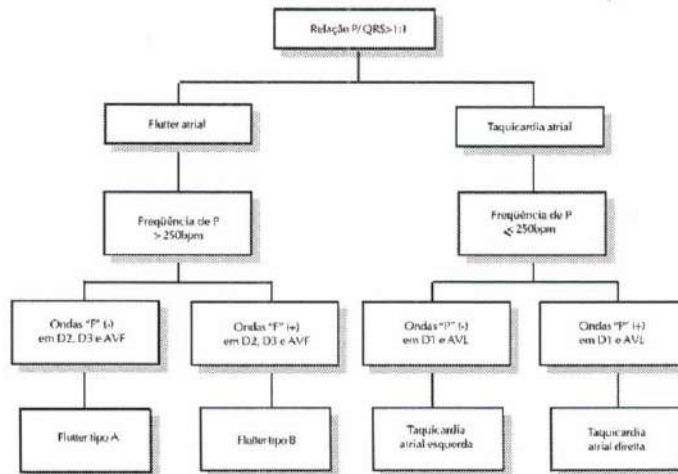 Relação P/QRS>1:1
Flutter atrial
Taquicardia atrial
Freqüência de P
>250bpm
Freqüência de P
≤250bpm
Ondas "F" (-)
em D2, D3 e AVF
Ondas "F" (+)
em D2, D3 e AVF
Ondas "P" (-)
em D1 e AVL
Ondas "P" (+)
em D1 e AVL
Flutter tipo A
Flutter tipo B
Taquicardia
atrial esquerda
Taquicardia
atrial direita